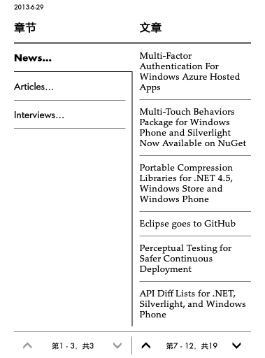 2013-6-29
章节
News...
Articles...
Interviews...
第1 - 3，共3
文章
Multi-Factor
Authentication For
Windows Azure Hosted
Apps
Multi-Touch Behaviors
Package for Windows
Phone and Silverlight
Now Available on NuGet
Portable Compression
Libraries for .NET 4.5,
Windows Store and
Windows Phone
Eclipse goes to GitHub
Perceptual Testing for
Safer Continuous
Deployment
API Diff Lists for .NET,
Silverlight, and Windows
Phone
第7 - 12，共19